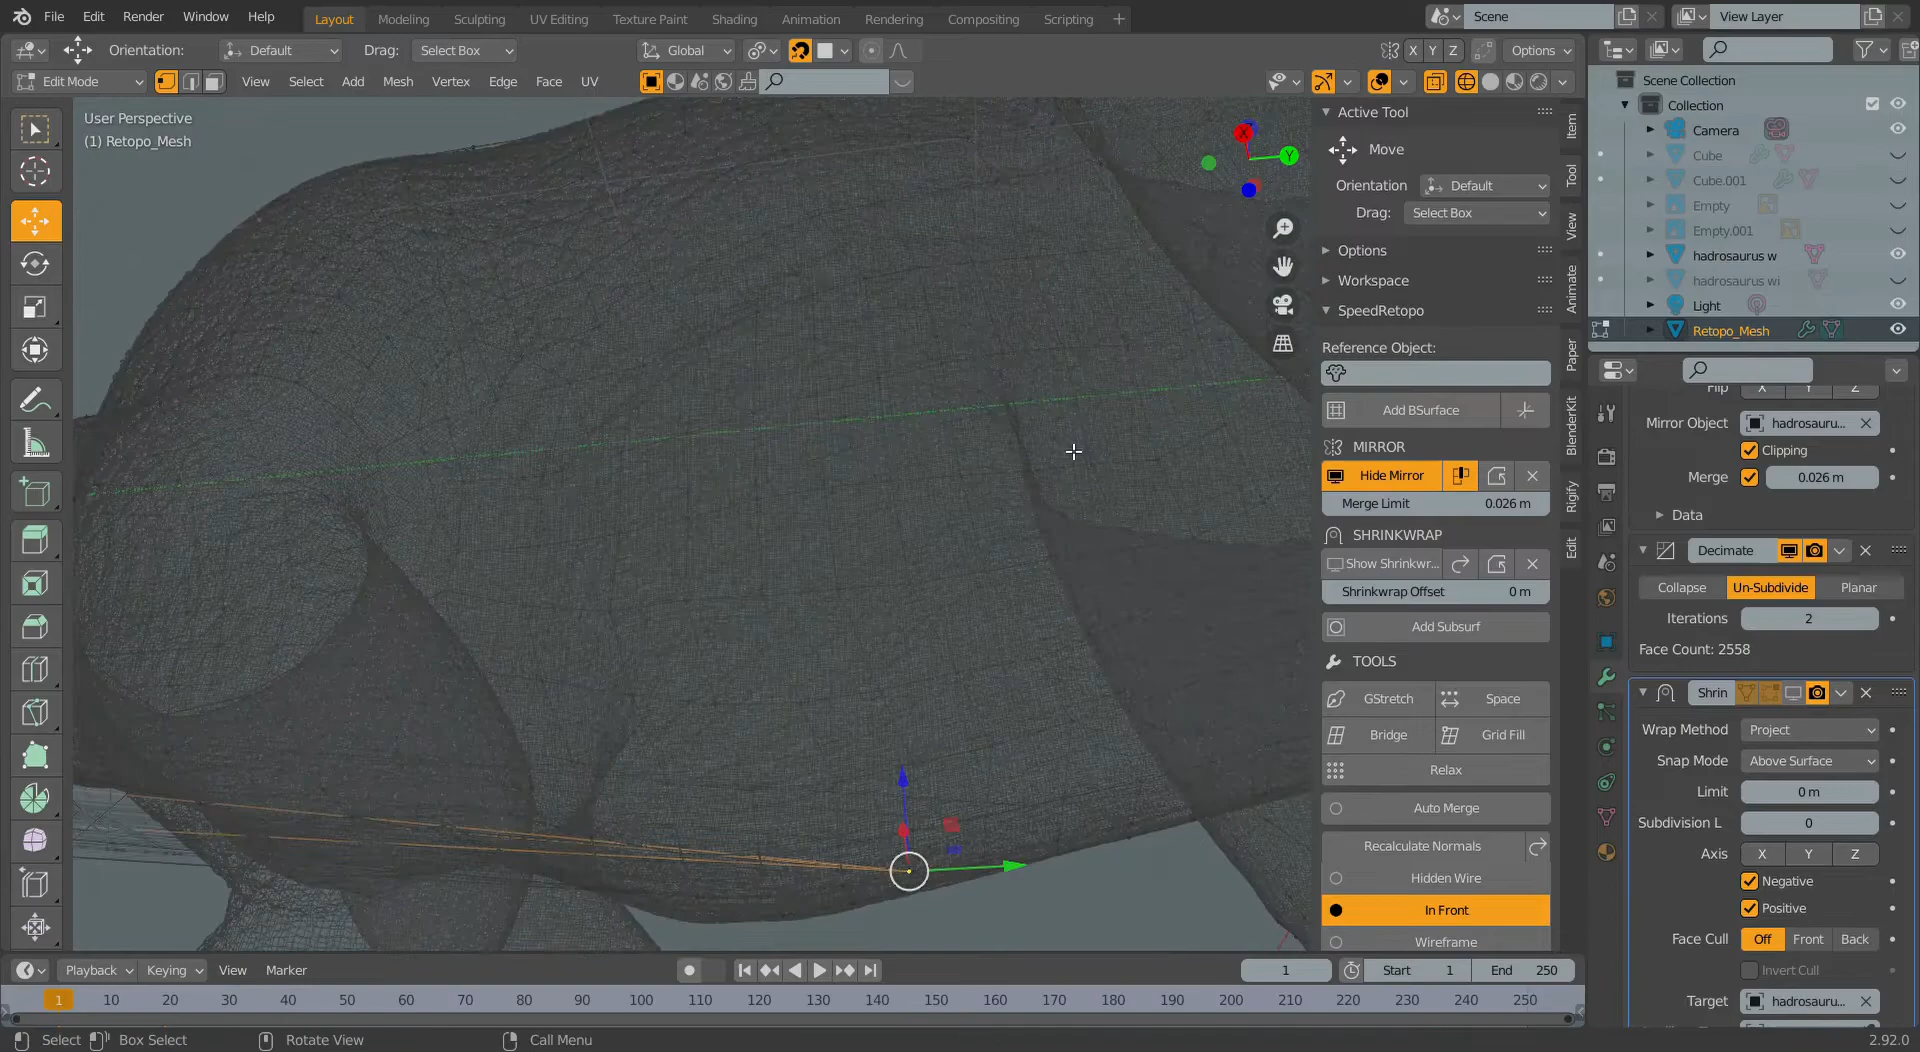 File Edit Render Window Help Layout Modeling Sculpting UV Editing Texture Paint Shading Animation Rendering Compositing Scripting Scene View Layer
Orientation: Default Drag: Select Box Global X Y Z Options
Edit Mode View Select Add Mesh Vertex Edge Face UV
User Perspective
(1) Retopo_Mesh
X
Y
Active Tool
Move
Orientation Default
Drag: Select Box
Options
Workspace
SpeedRetopo
Reference Object:
Add BSurface
MIRROR
Hide Mirror
Merge Limit 0.026 m
SHRINKWRAP
Show Shrinkwr...
Shrinkwrap Offset 0 m
Add Subsurf
TOOLS
GStretch Space
Bridge Grid Fill
Relax
Auto Merge
Recalculate Normals
Hidden Wire
In Front
Wireframe
Item
Tool
View
Animate
Paper
BlenderKit
Rigify
Edit
Scene Collection
Collection
Camera
Cube
Cube.001
Empty
Empty.001
hadrosaurus w
hadrosaurus wi
Light
Retopo_Mesh
Flip X Y Z
Mirror Object hadrosauru...
Clipping
Merge 0.026 m
Data
Decimate
Collapse Un-Subdivide Planar
Iterations 2
Face Count: 2558
Shrin
Wrap Method Project
Snap Mode Above Surface
Limit 0 m
Subdivision L 0
Axis X Y Z
Negative
Positive
Face Cull Off Front Back
Invert Cull
Target hadrosauru...
Playback Keying View Marker 1 Start 1 End 250
1 10 20 30 40 50 60 70 80 90 100 110 120 130 140 150 160 170 180 190 200 210 220 230 240 250
Select Box Select Rotate View Call Menu 2.92.0